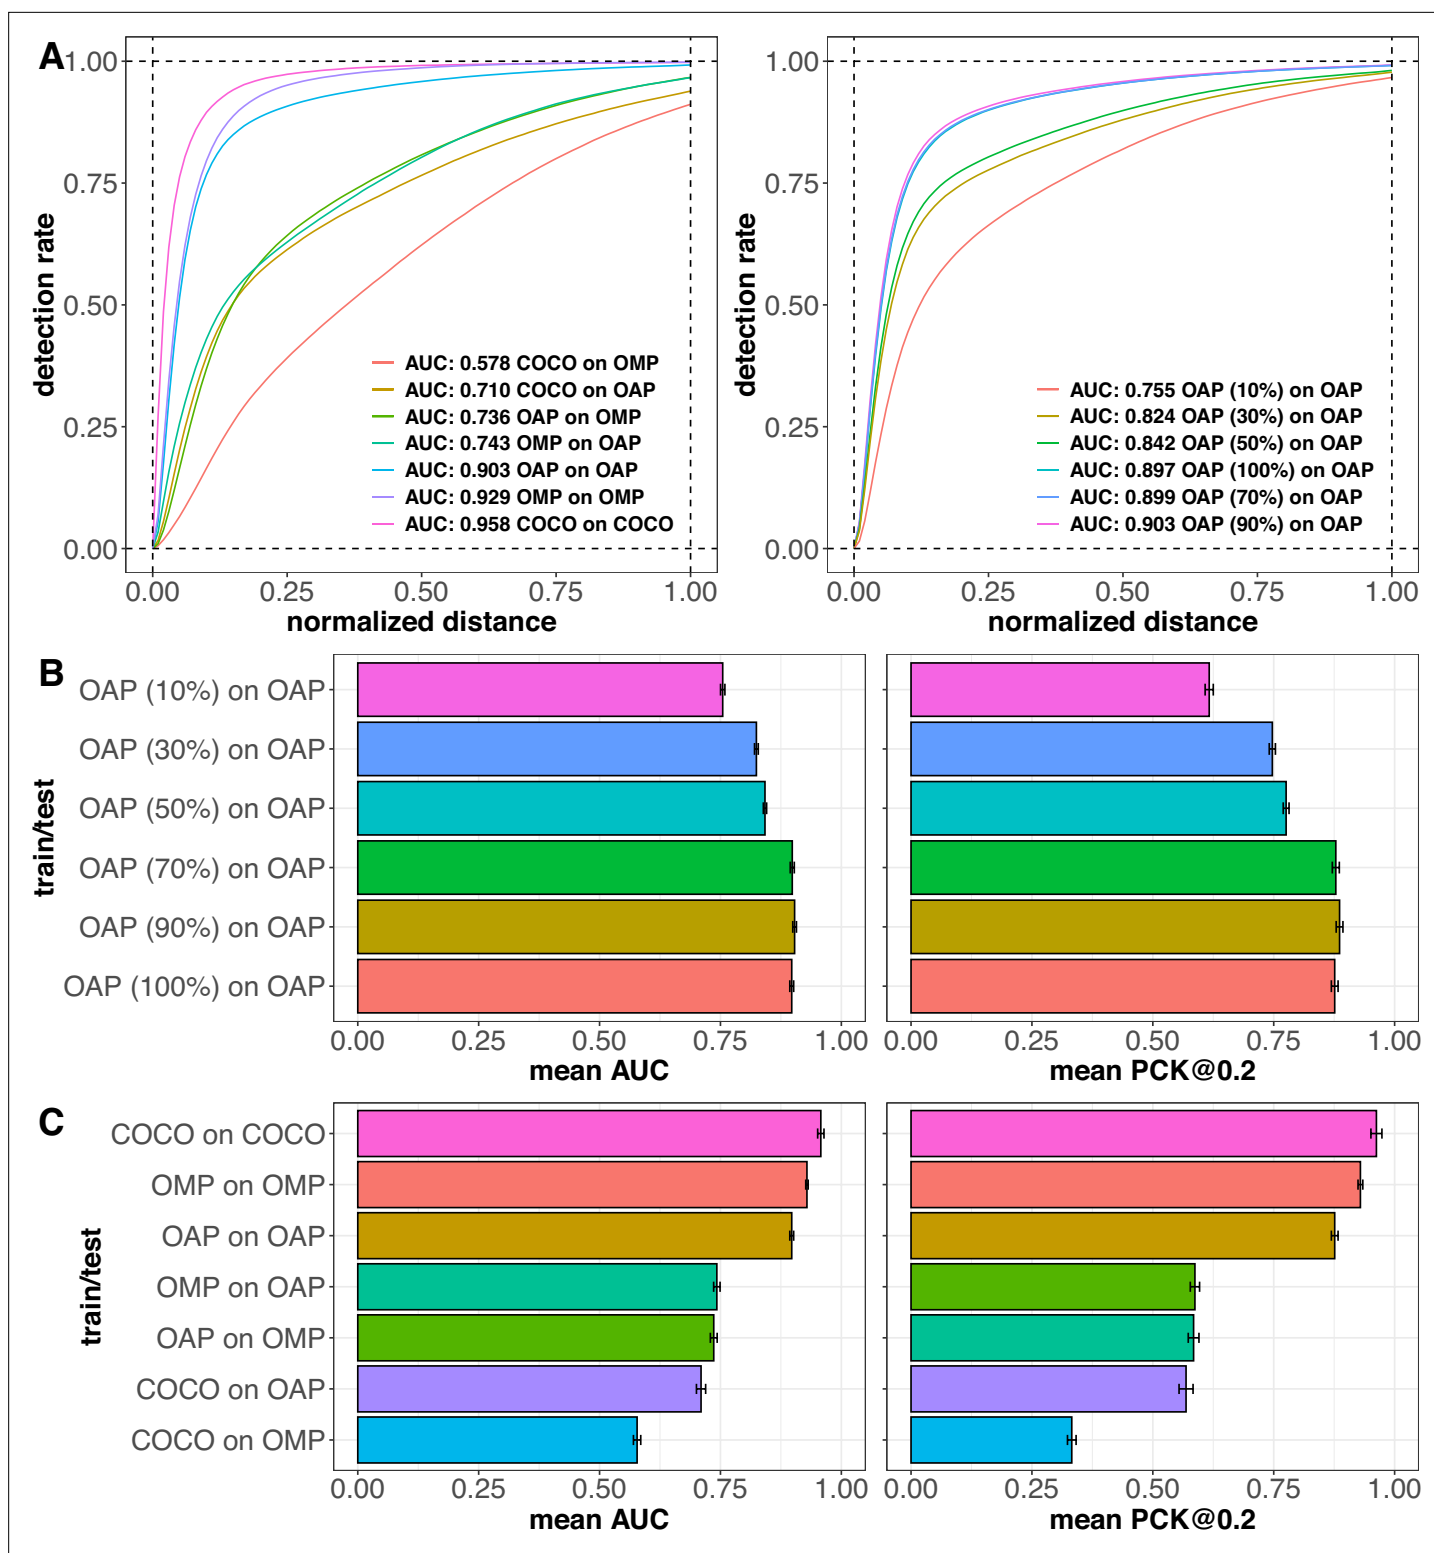 A
1.00
0.75
0.50
0.25
0.00
detection rate
AUC: 0.578 COCO on OMP
AUC: 0.710 COCO on OAP
AUC: 0.736 OAP on OMP
AUC: 0.743 OMP on OAP
AUC: 0.903 OAP on OAP
AUC: 0.929 OMP on OMP
AUC: 0.958 COCO on COCO
0.00 0.25 0.50 0.75 1.00
normalized distance
1.00
0.75
0.50
0.25
0.00
detection rate
AUC: 0.755 OAP (10%) on OAP
AUC: 0.824 OAP (30%) on OAP
AUC: 0.842 OAP (50%) on OAP
AUC: 0.897 OAP (100%) on OAP
AUC: 0.899 OAP (70%) on OAP
AUC: 0.903 OAP (90%) on OAP
0.00 0.25 0.50 0.75 1.00
normalized distance
B
train/test
OAP (10%) on OAP
OAP (30%) on OAP
OAP (50%) on OAP
OAP (70%) on OAP
OAP (90%) on OAP
OAP (100%) on OAP
0.00 0.25 0.50 0.75 1.00
mean AUC
0.00 0.25 0.50 0.75 1.00
mean PCK@0.2
C
train/test
COCO on COCO
OMP on OMP
OAP on OAP
OMP on OAP
OAP on OMP
COCO on OAP
COCO on OMP
0.00 0.25 0.50 0.75 1.00
mean AUC
0.00 0.25 0.50 0.75 1.00
mean PCK@0.2